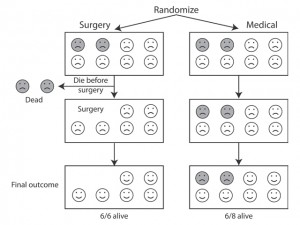 Randomize
Surgery
Medical
Die before
surgery
Dead
Surgery
Final outcome
6/6 alive
6/8 alive